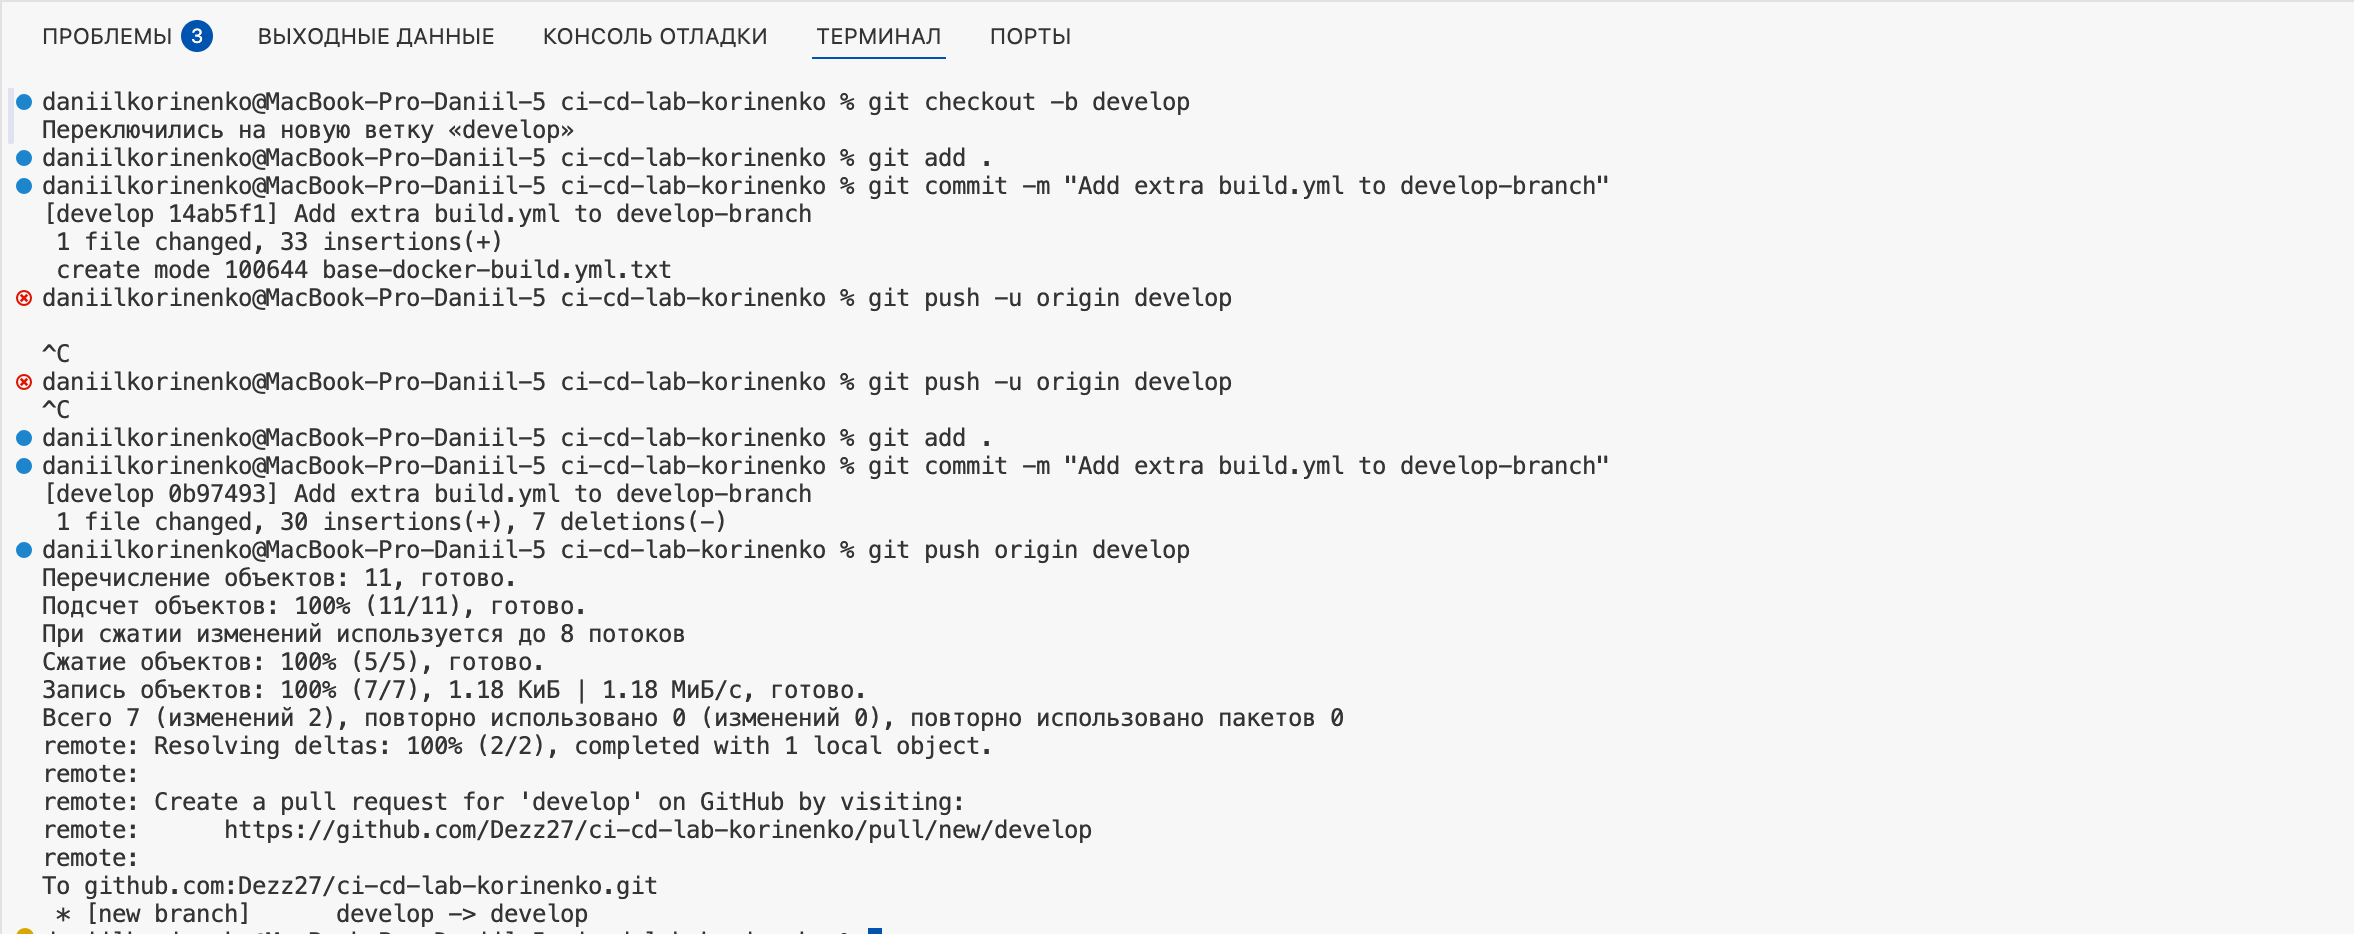 ПРОБЛЕМЫ 3 ВЫХОДНЫЕ ДАННЫЕ КОНСОЛЬ ОТЛАДКИ ТЕРМИНАЛ ПОРТЫ
daniilkorinenko@MacBook-Pro-Daniil-5 ci-cd-lab-korinenko % git checkout -b develop
Переключились на новую ветку «develop»
daniilkorinenko@MacBook-Pro-Daniil-5 ci-cd-lab-korinenko % git add .
daniilkorinenko@MacBook-Pro-Daniil-5 ci-cd-lab-korinenko % git commit -m "Add extra build.yml to develop-branch"
[develop 14ab5f1] Add extra build.yml to develop-branch
 1 file changed, 33 insertions(+)
 create mode 100644 base-docker-build.yml.txt
daniilkorinenko@MacBook-Pro-Daniil-5 ci-cd-lab-korinenko % git push -u origin develop
^C
daniilkorinenko@MacBook-Pro-Daniil-5 ci-cd-lab-korinenko % git push -u origin develop
^C
daniilkorinenko@MacBook-Pro-Daniil-5 ci-cd-lab-korinenko % git add .
daniilkorinenko@MacBook-Pro-Daniil-5 ci-cd-lab-korinenko % git commit -m "Add extra build.yml to develop-branch"
[develop 0b97493] Add extra build.yml to develop-branch
 1 file changed, 30 insertions(+), 7 deletions(-)
daniilkorinenko@MacBook-Pro-Daniil-5 ci-cd-lab-korinenko % git push origin develop
Перечисление объектов: 11, готово.
Подсчет объектов: 100% (11/11), готово.
При сжатии изменений используется до 8 потоков
Сжатие объектов: 100% (5/5), готово.
Запись объектов: 100% (7/7), 1.18 КиБ | 1.18 МиБ/с, готово.
Всего 7 (изменений 2), повторно использовано 0 (изменений 0), повторно использовано пакетов 0
remote: Resolving deltas: 100% (2/2), completed with 1 local object.
remote:
remote: Create a pull request for 'develop' on GitHub by visiting:
remote:      https://github.com/Dezz27/ci-cd-lab-korinenko/pull/new/develop
remote:
To github.com:Dezz27/ci-cd-lab-korinenko.git
 * [new branch]      develop -> develop